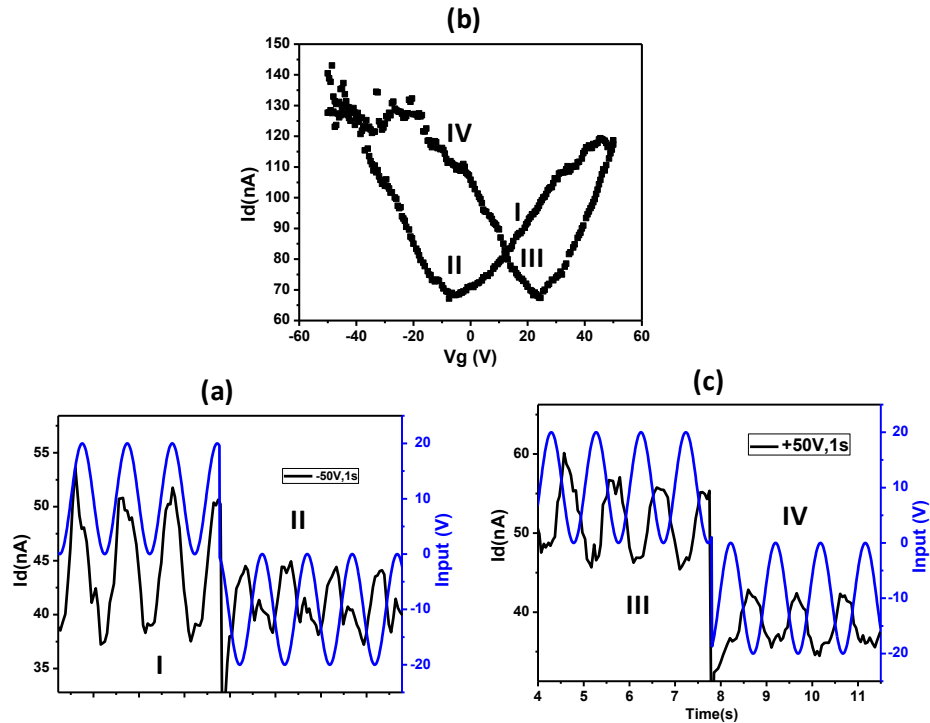 (b)
150
140
130
120
110
100
90
80
70
60
Id(nA)
IV
I
II
III
-60 -40 -20 0 20 40 60
Vg (V)
(a)
55
50
45
40
35
Id(nA)
-50V,1s
II
I
20
10
0
-10
-20
Input (V)
(c)
60
50
40
Id(nA)
+50V,1s
IV
III
20
10
0
-10
-20
Input (V)
4 5 6 7 8 9 10 11
Time(s)